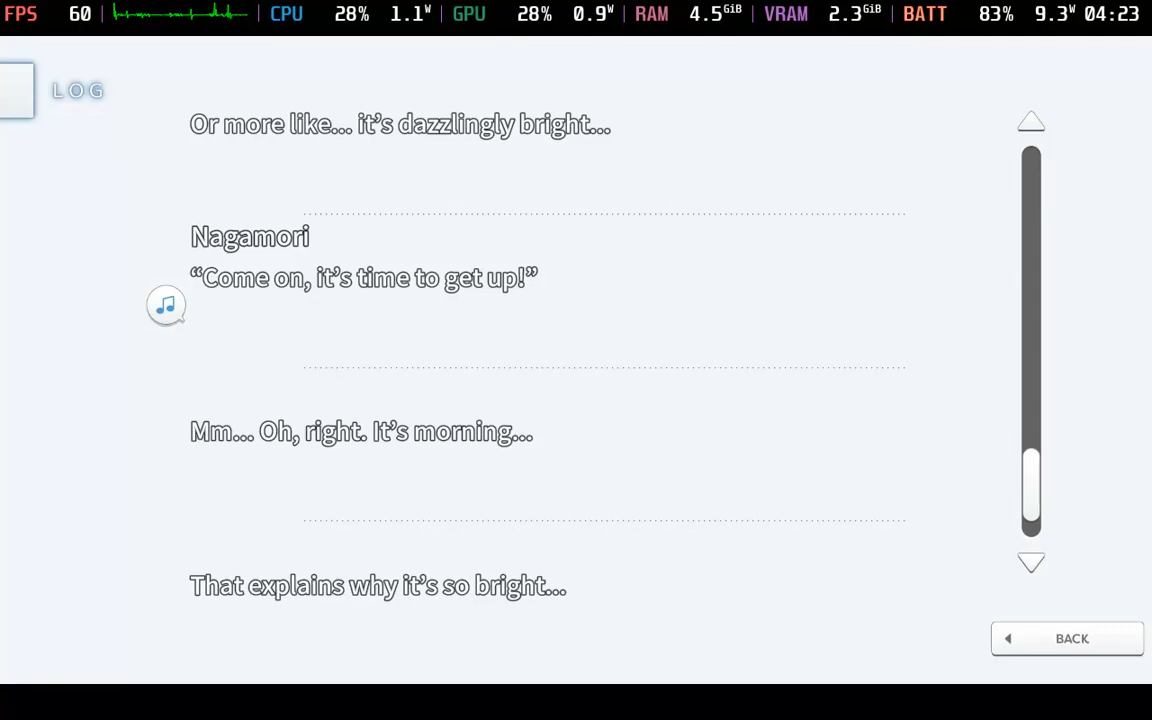 FPS 60 CPU 28% 1.1W GPU 28% 0.9W RAM 4.5GiB VRAM 2.3GiB BATT 83% 9.3W 04:23
LOG
Or more like... it’s dazzlingly bright...
Nagamori
“Come on, it’s time to get up!”
Mm... Oh, right. It’s morning...
That explains why it’s so bright...
BACK